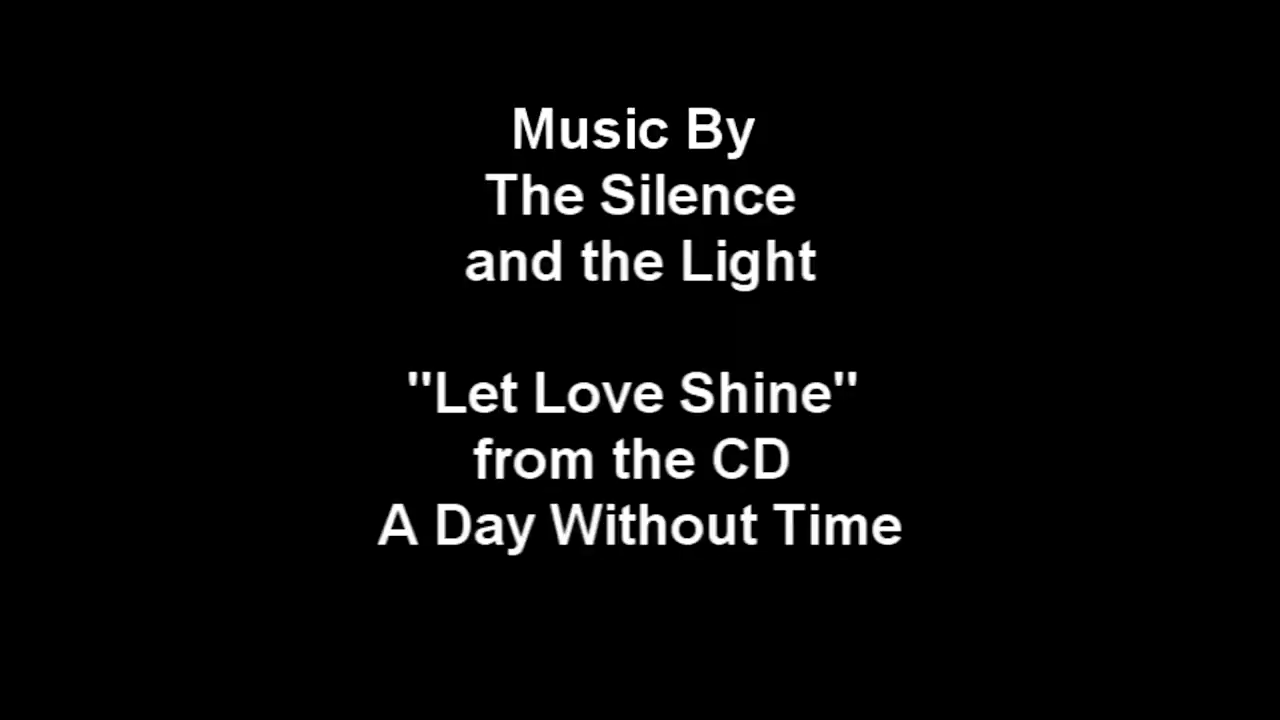 Music By
The Silence
and the Light
"Let Love Shine"
from the CD
A Day Without Time